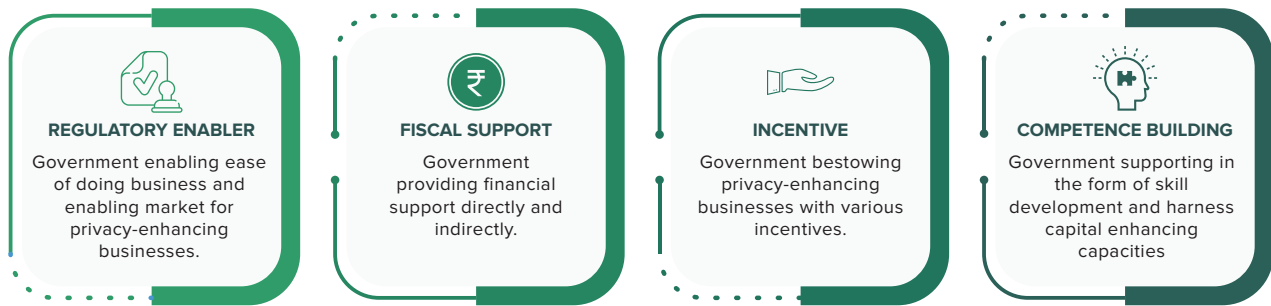 REGULATORY ENABLER
Government enabling ease
of doing business and
enabling market for
privacy-enhancing
businesses.
₹
FISCAL SUPPORT
Government
providing financial
support directly and
indirectly.
INCENTIVE
Government bestowing
privacy-enhancing
businesses with various
incentives.
COMPETENCE BUILDING
Government supporting in
the form of skill
development and harness
capital enhancing
capacities